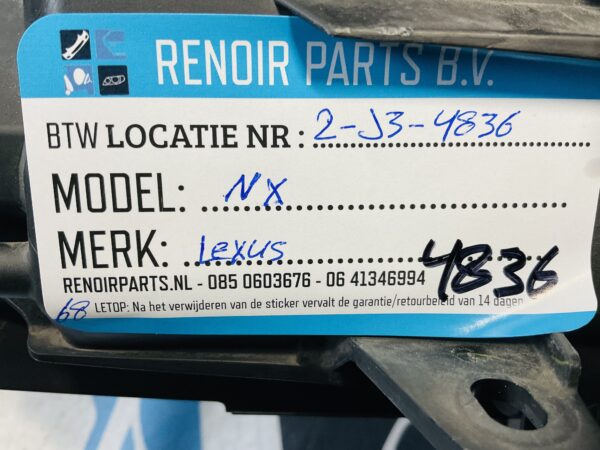 RENOIR PARTS B.V.
BTW LOCATIE NR : 2-J3-4836
MODEL: NX
MERK: Lexus
RENOIRPARTS.NL - 085 0603676 - 06 41346994
4836
68 LETOP: Na het verwijderen van de sticker vervalt de garantie/retourbeleid van 14 dagen